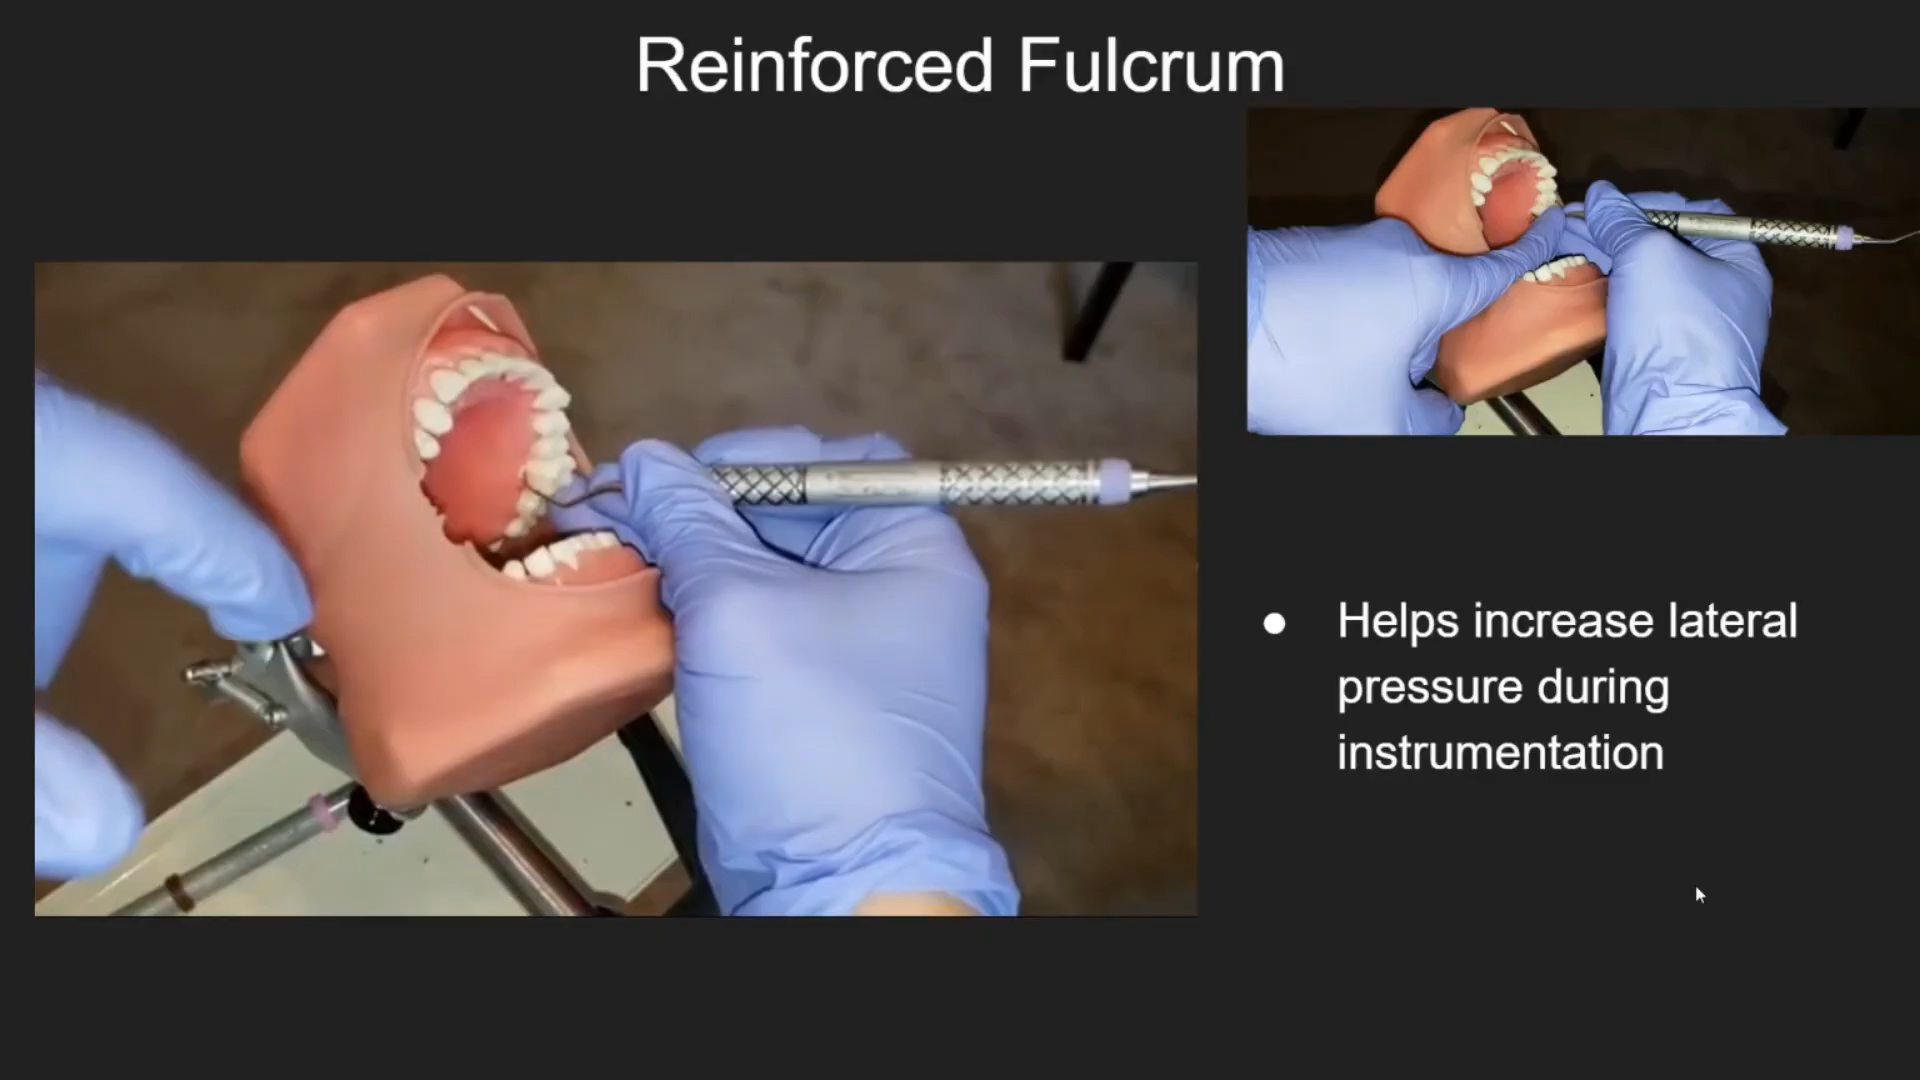 Reinforced Fulcrum
● Helps increase lateral
pressure during
instrumentation